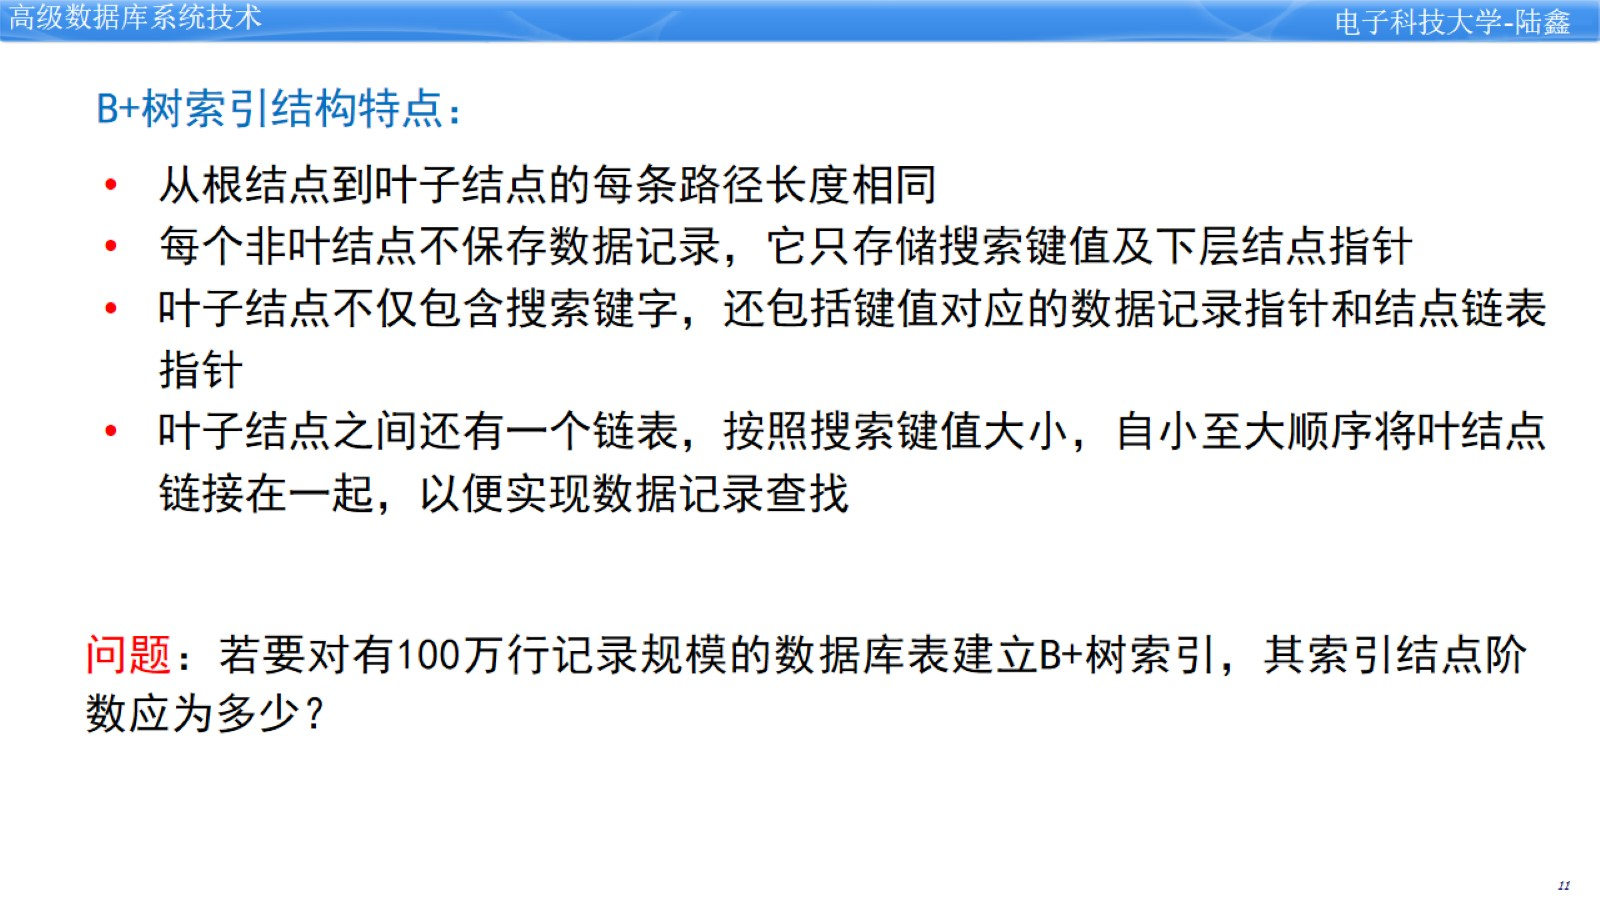 高级数据库系统技术
电子科技大学-陆鑫
B+树索引结构特点：
• 从根结点到叶子结点的每条路径长度相同
• 每个非叶结点不保存数据记录，它只存储搜索键值及下层结点指针
• 叶子结点不仅包含搜索键字，还包括键值对应的数据记录指针和结点链表
指针
• 叶子结点之间还有一个链表，按照搜索键值大小，自小至大顺序将叶结点
链接在一起，以便实现数据记录查找
问题：若要对有100万行记录规模的数据库表建立B+树索引，其索引结点阶
数应为多少？
11